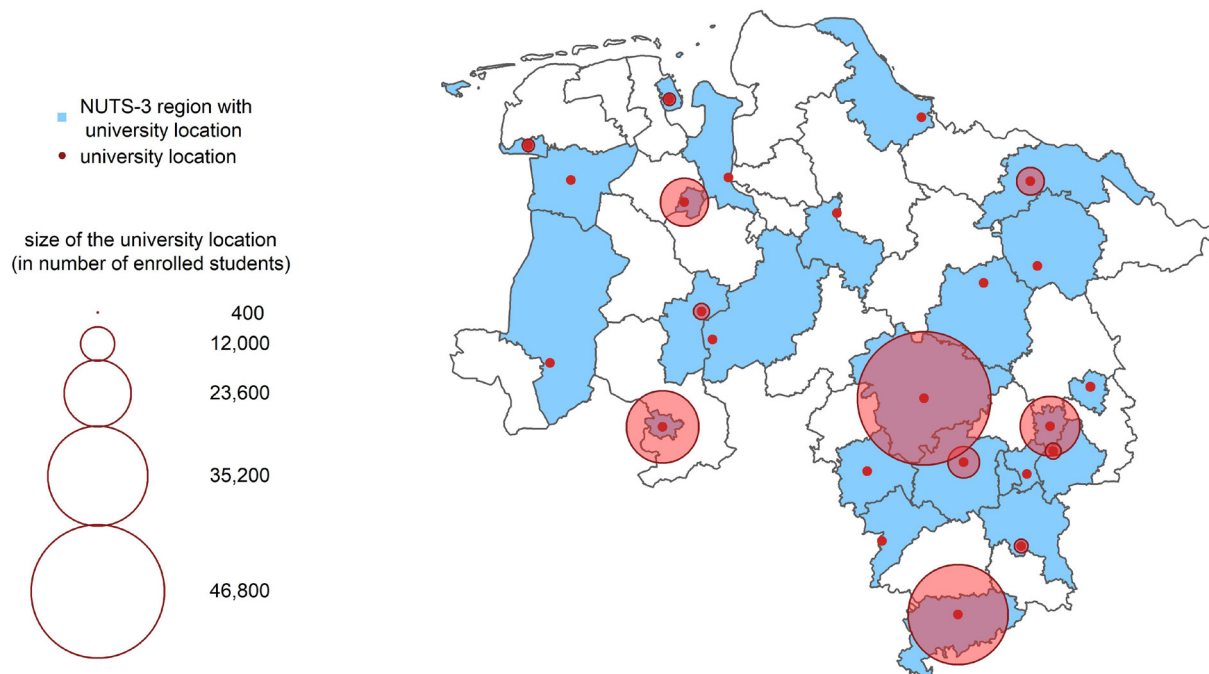 NUTS-3 region with
university location
university location
size of the university location
(in number of enrolled students)
400
12,000
23,600
35,200
46,800